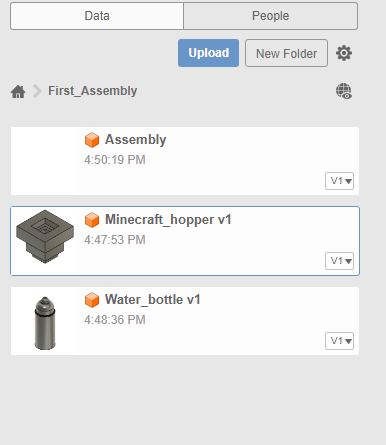 Data
People
Upload
New Folder
First_Assembly
Assembly
4:50:19 PM
V1
Minecraft_hopper v1
4:47:53 PM
V1
Water_bottle v1
4:48:36 PM
V1